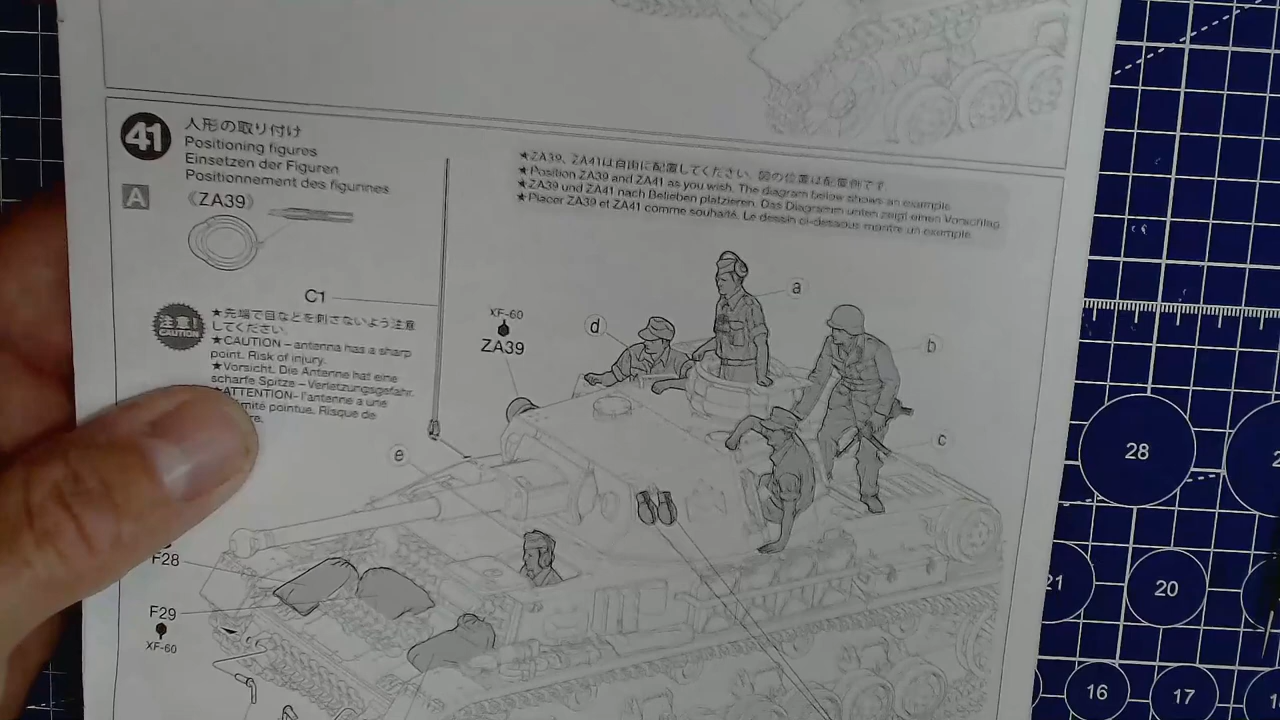 41
人形の取り付け
Positioning figures
Einsetzen der Figuren
Positionnement des figurines
A
《ZA39》
C1
注意!
CAUTION
★先端で目などを刺さないよう注意
してください。
★CAUTION – antenna has a sharp
point. Risk of injury.
★Vorsicht. Die Antenne hat eine
scharfe Spitze – Verletzungsgefahr.
★ATTENTION – l'antenne a une
pointue. Risque de
★ZA39、ZA41は自由に配置してください。図の位置は配置例です。
★Position ZA39 and ZA41 as you wish. The diagram below shows an example.
★ZA39 und ZA41 nach Belieben platzieren. Das Diagramm unten zeigt einen Vorschlag.
★Placer ZA39 et ZA41 comme souhaité. Le dessin ci-dessous montre un exemple.
XF-60
ZA39
a
d
b
c
e
F28
F29
XF-60
28
21
20
16
17